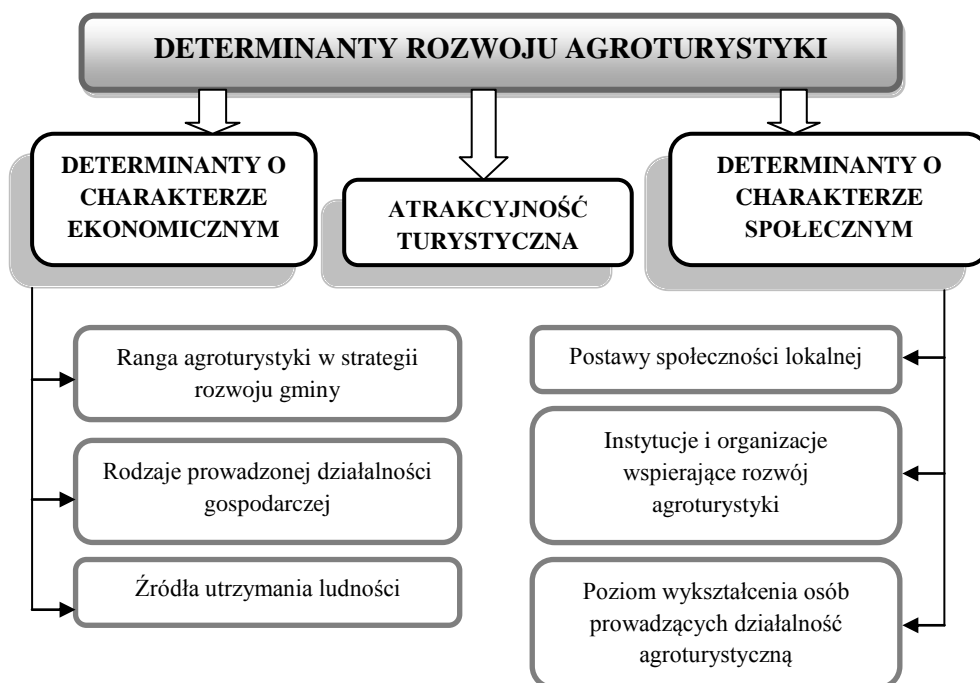 DETERMINANTY ROZWOJU AGROTURYSTYKI
DETERMINANTY O
CHARAKTERZE
EKONOMICZNYM
ATRAKCYJNOŚĆ
TURYSTYCZNA
DETERMINANTY O
CHARAKTERZE
SPOŁECZNYM
Ranga agroturystyki w strategii
rozwoju gminy
Rodzaje prowadzonej działalności
gospodarczej
Źródła utrzymania ludności
Postawy społeczności lokalnej
Instytucje i organizacje
wspierające rozwój
agroturystyki
Poziom wykształcenia osób
prowadzących działalność
agroturystyczną